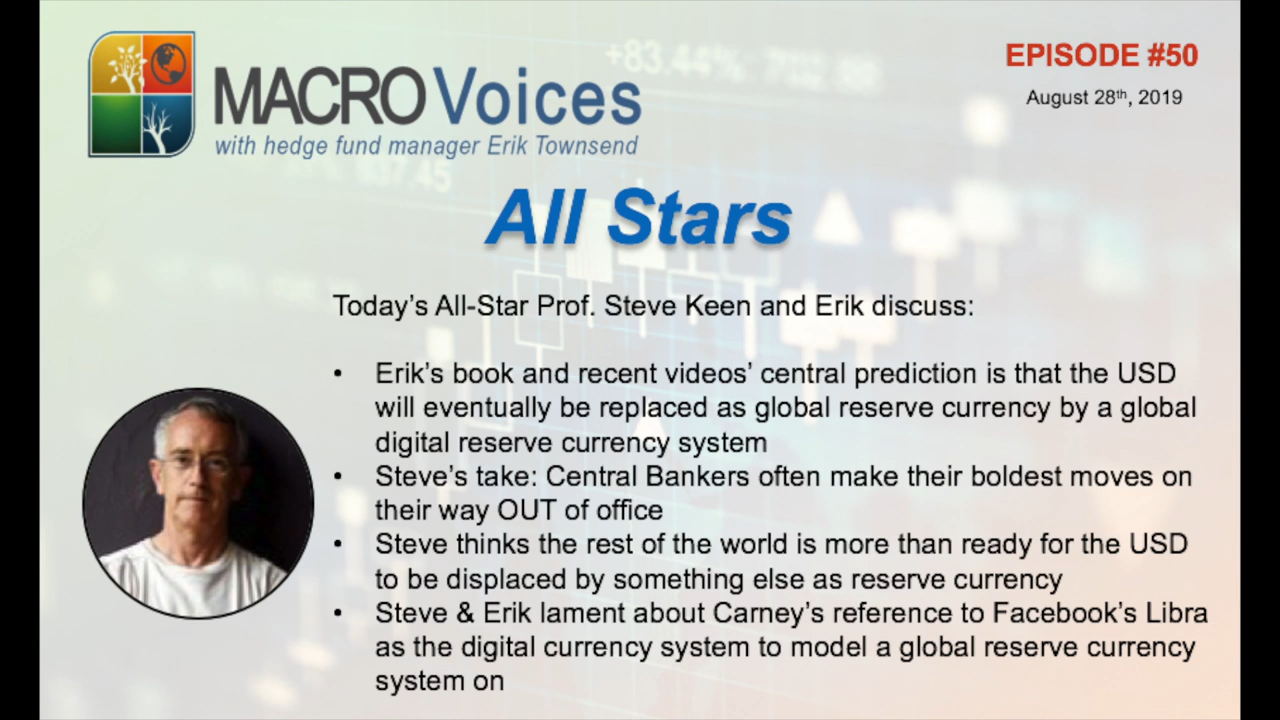 EPISODE #50
August 28th, 2019
MACROVoices
with hedge fund manager Erik Townsend
+83.44%
All Stars
Today's All-Star Prof. Steve Keen and Erik discuss:
• Erik's book and recent videos' central prediction is that the USD
will eventually be replaced as global reserve currency by a global
digital reserve currency system
• Steve's take: Central Bankers often make their boldest moves on
their way OUT of office
• Steve thinks the rest of the world is more than ready for the USD
to be displaced by something else as reserve currency
• Steve & Erik lament about Carney's reference to Facebook's Libra
as the digital currency system to model a global reserve currency
system on